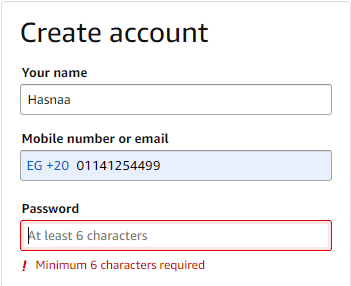 Create account
Your name
Hasnaa
Mobile number or email
EG +20 01141254499
Password
At least 6 characters
! Minimum 6 characters required